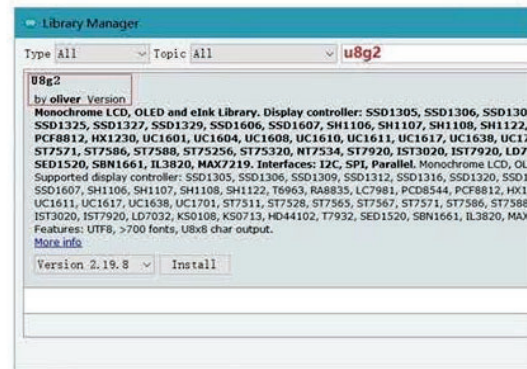 Library Manager
Type All Topic All u8g2
U8g2
by oliver Version
Monochrome LCD, OLED and eInk Library. Display controller: SSD1305, SSD1306, SSD130
SSD1325, SSD1327, SSD1329, SSD1606, SSD1607, SH1106, SH1107, SH1108, SH1122,
PCF8812, HX1230, UC1601, UC1604, UC1608, UC1610, UC1611, UC1617, UC1638, UC17
ST7571, ST7586, ST7588, ST75256, ST75320, NT7534, ST7920, IST3020, IST7920, LD7
SED1520, SBN1661, IL3820, MAX7219. Interfaces: I2C, SPI, Parallel. Monochrome LCD, OL
Supported display controller: SSD1305, SSD1306, SSD1309, SSD1312, SSD1316, SSD1320, SSD1
SSD1607, SH1106, SH1107, SH1108, SH1122, T6963, RA8835, LC7981, PCD8544, PCF8812, HX1
UC1611, UC1617, UC1638, UC1701, ST7511, ST7528, ST7565, ST7567, ST7571, ST7586, ST7588
IST3020, IST7920, LD7032, KS0108, KS0713, HD44102, T7932, SED1520, SBN1661, IL3820, MAX
Features: UTF8, >700 fonts, U8x8 char output.
More info
Version 2.19.8 Install